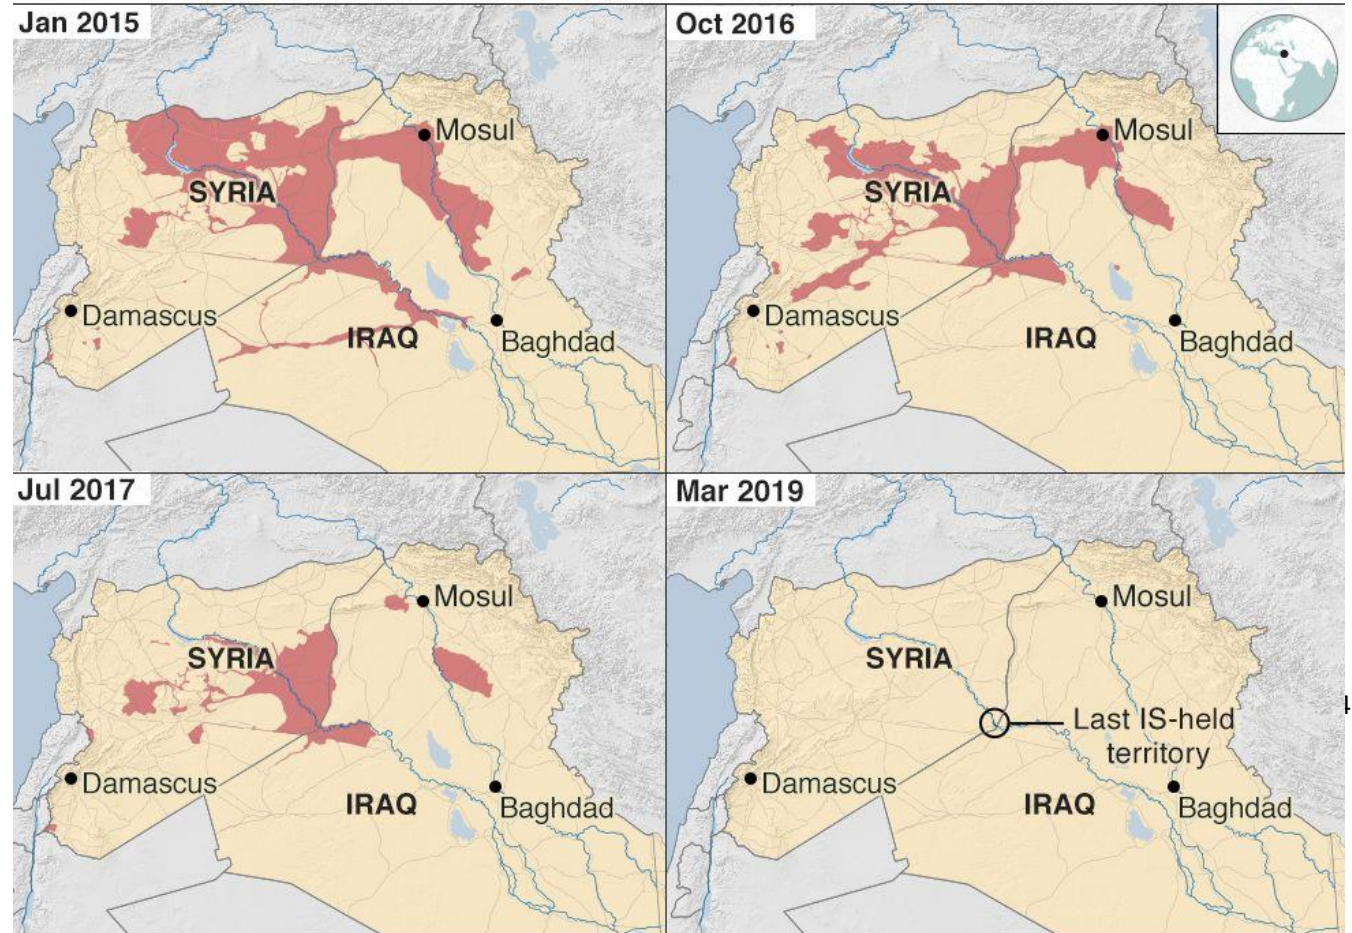 Jan 2015
Mosul
SYRIA
Damascus
IRAQ
Baghdad
Oct 2016
Mosul
SYRIA
Damascus
IRAQ
Baghdad
Jul 2017
Mosul
SYRIA
Damascus
IRAQ
Baghdad
Mar 2019
Mosul
SYRIA
Last IS-held
territory
Damascus
IRAQ
Baghdad